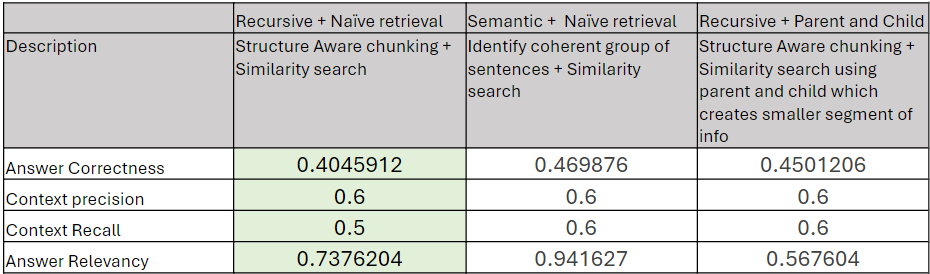 Recursive + Naïve retrieval Semantic + Naïve retrieval Recursive + Parent and Child
Description Structure Aware chunking + Identify coherent group of Structure Aware chunking +
Similarity search sentences + Similarity Similarity search using
search parent and child which
creates smaller segment of
info
Answer Correctness 0.4045912 0.469876 0.4501206
Context precision 0.6 0.6 0.6
Context Recall 0.5 0.6 0.6
Answer Relevancy 0.7376204 0.941627 0.567604